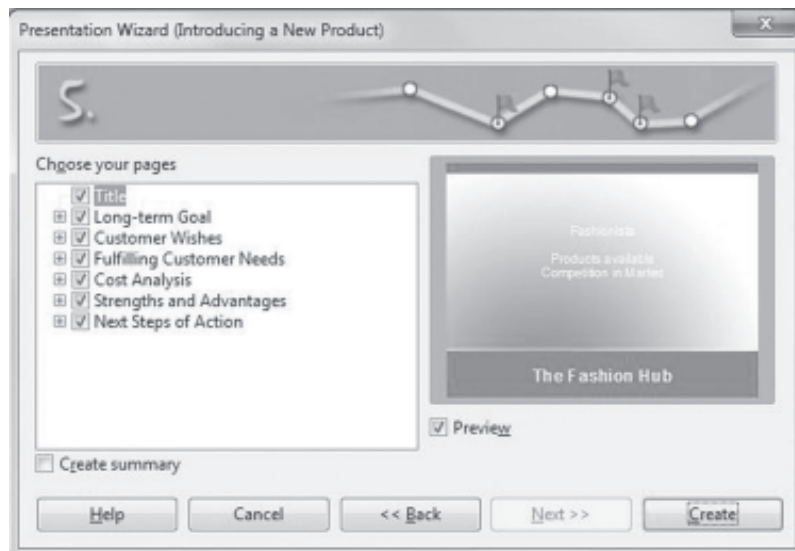 Presentation Wizard (Introducing a New Product)
5.
Choose your pages
Title
Long-term Goal
Customer Wishes
Fulfilling Customer Needs
Cost Analysis
Strengths and Advantages
Next Steps of Action
Fashionists
Products available
Competition in Market
The Fashion Hub
Preview
Create summary
Help
Cancel
<< Back
Next >>
Create